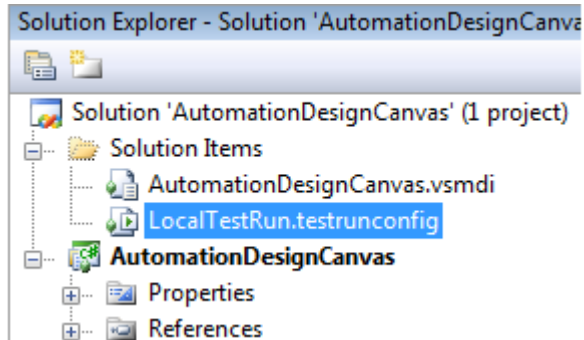 Solution Explorer - Solution 'AutomationDesignCanva
Solution 'AutomationDesignCanvas' (1 project)
Solution Items
AutomationDesignCanvas.vsmdi
LocalTestRun.testrunconfig
AutomationDesignCanvas
Properties
References